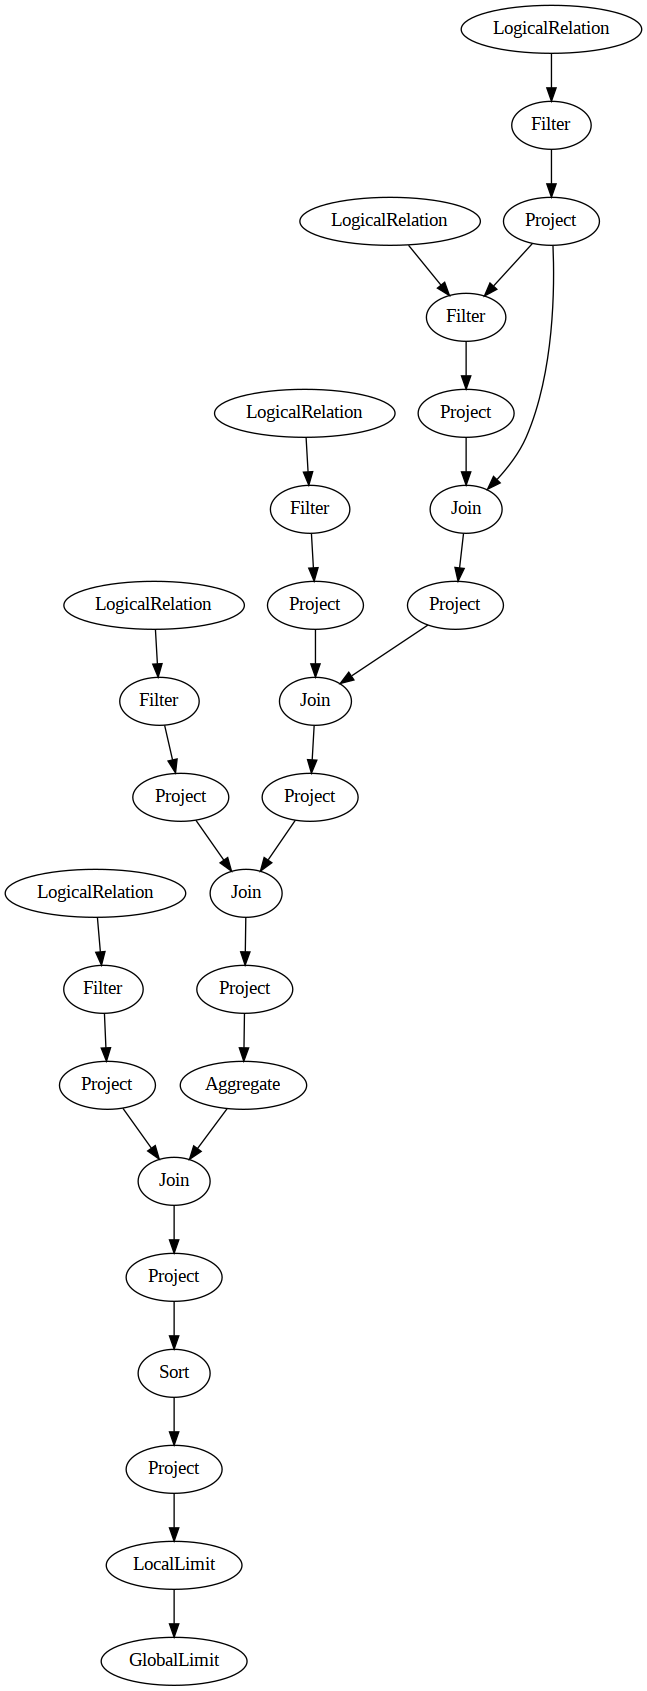 LogicalRelation
Filter
LogicalRelation
Project
Filter
LogicalRelation
Project
Filter
Join
LogicalRelation
Project
Project
Filter
Join
Project
Project
LogicalRelation
Join
Filter
Project
Project
Aggregate
Join
Project
Sort
Project
LocalLimit
GlobalLimit